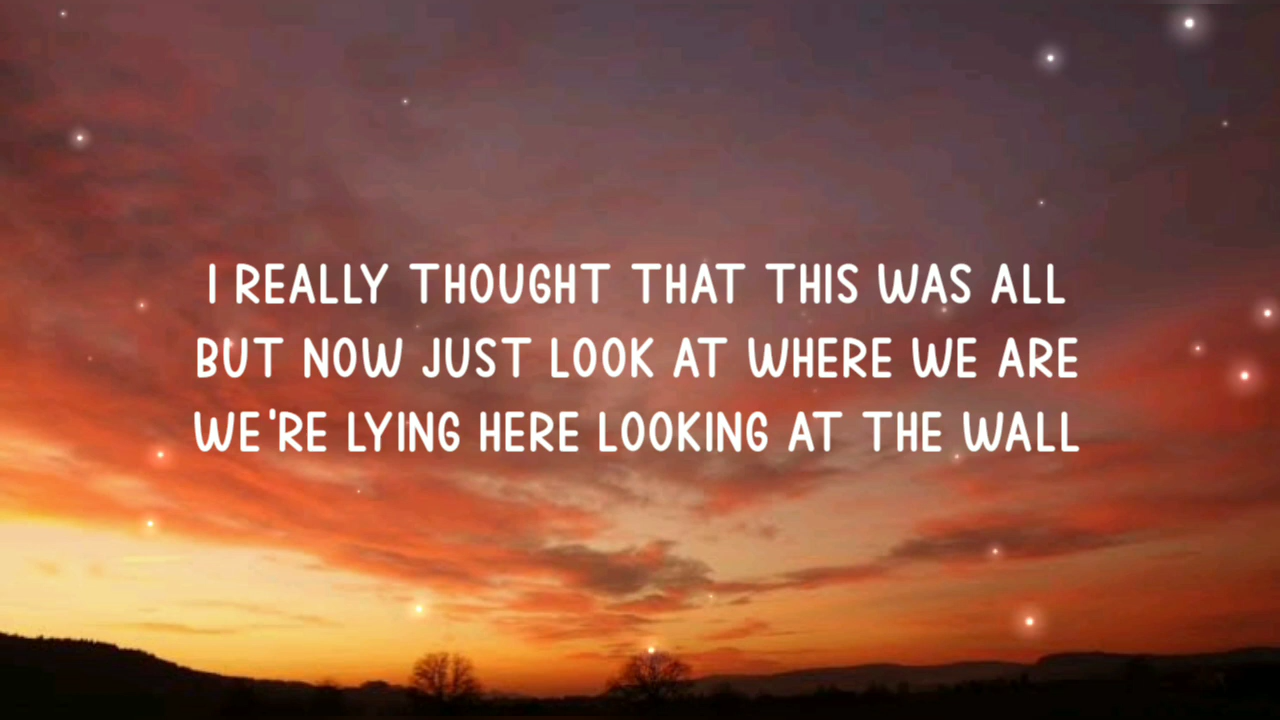 I REALLY THOUGHT THAT THIS WAS ALL
BUT NOW JUST LOOK AT WHERE WE ARE
WE'RE LYING HERE LOOKING AT THE WALL